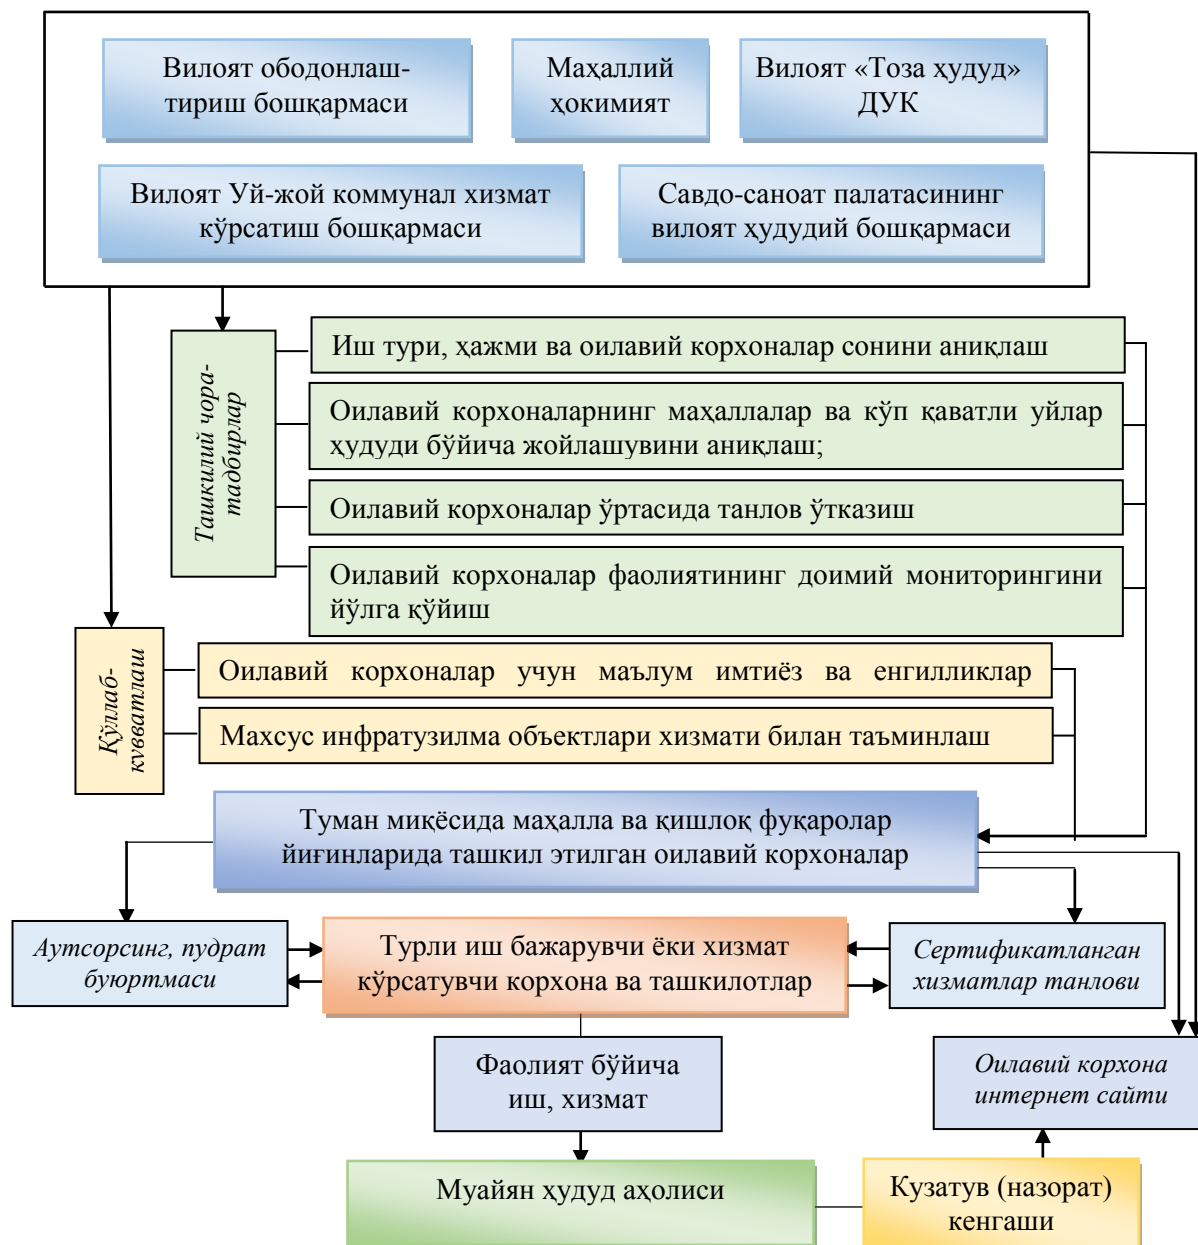 Вилоят ободонлаш-
тириш бошқармаси
Маҳаллий
ҳокимият
Вилоят «Тоза ҳудуд»
ДУК
Вилоят Уй-жой коммунал хизмат
кўрсатиш бошқармаси
Савдо-саноат палатасининг
вилоят ҳудудий бошқармаси
Ташкилий чора-
тадбирлар
Иш тури, ҳажми ва оилавий корхоналар сонини аниқлаш
Оилавий корхоналарнинг маҳаллалар ва кўп қаватли уйлар
ҳудуди бўйича жойлашувини аниқлаш;
Оилавий корхоналар ўртасида танлов ўтказиш
Оилавий корхоналар фаолиятининг доимий мониторингини
йўлга қўйиш
Қўллаб-
қувватлаш
Оилавий корхоналар учун маълум имтиёз ва енгилликлар
Махсус инфратузилма объектлари хизмати билан таъминлаш
Туман миқёсида маҳалла ва қишлоқ фуқаролар
йиғинларида ташкил этилган оилавий корхоналар
Аутсорсинг, пудрат
буюртмаси
Турли иш бажарувчи ёки хизмат
кўрсатувчи корхона ва ташкилотлар
Сертификатланган
хизматлар танлови
Фаолият бўйича
иш, хизмат
Оилавий корхона
интернет сайти
Муайян ҳудуд аҳолиси
Кузатув (назорат)
кенгаши